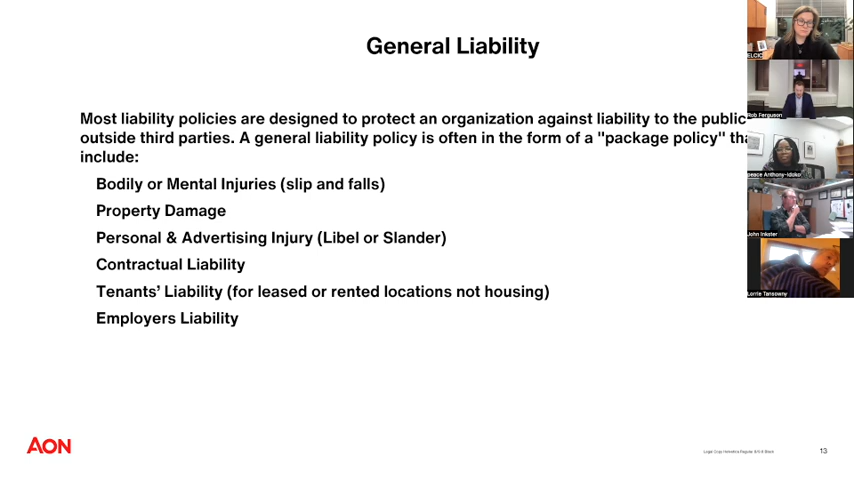 General Liability
Most liability policies are designed to protect an organization against liability to the public
outside third parties. A general liability policy is often in the form of a "package policy"
include:
Bodily or Mental Injuries (slip and falls)
Property Damage
Personal & Advertising Injury (Libel or Slander)
Contractual Liability
Tenants’ Liability (for leased or rented locations not housing)
Employers Liability
ELCIC
Rob Ferguson
peace Anthony-Idoko
John Inkster
Lorrie Tansowny
AON
13